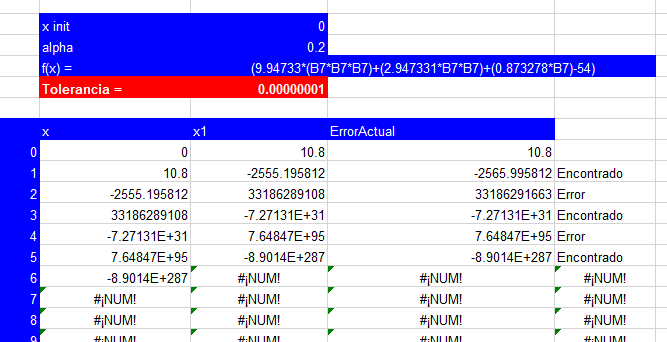 x init 0
alpha 0.2
f(x) = (9.94733*(B7*B7*B7)+(2.947331*B7*B7)+(0.873278*B7)-54)
Tolerancia = 0.00000001
x x1 ErrorActual
0 0 10.8 10.8
1 10.8 -2555.195812 -2565.995812 Encontrado
2 -2555.195812 33186289108 33186291663 Error
3 33186289108 -7.27131E+31 -7.27131E+31 Encontrado
4 -7.27131E+31 7.64847E+95 7.64847E+95 Error
5 7.64847E+95 -8.9014E+287 -8.9014E+287 Encontrado
6 -8.9014E+287 #¡NUM! #¡NUM! #¡NUM!
7 #¡NUM! #¡NUM! #¡NUM! #¡NUM!
8 #¡NUM! #¡NUM! #¡NUM! #¡NUM!
9 #¡NUM! #¡NUM! #¡NUM! #¡NUM!